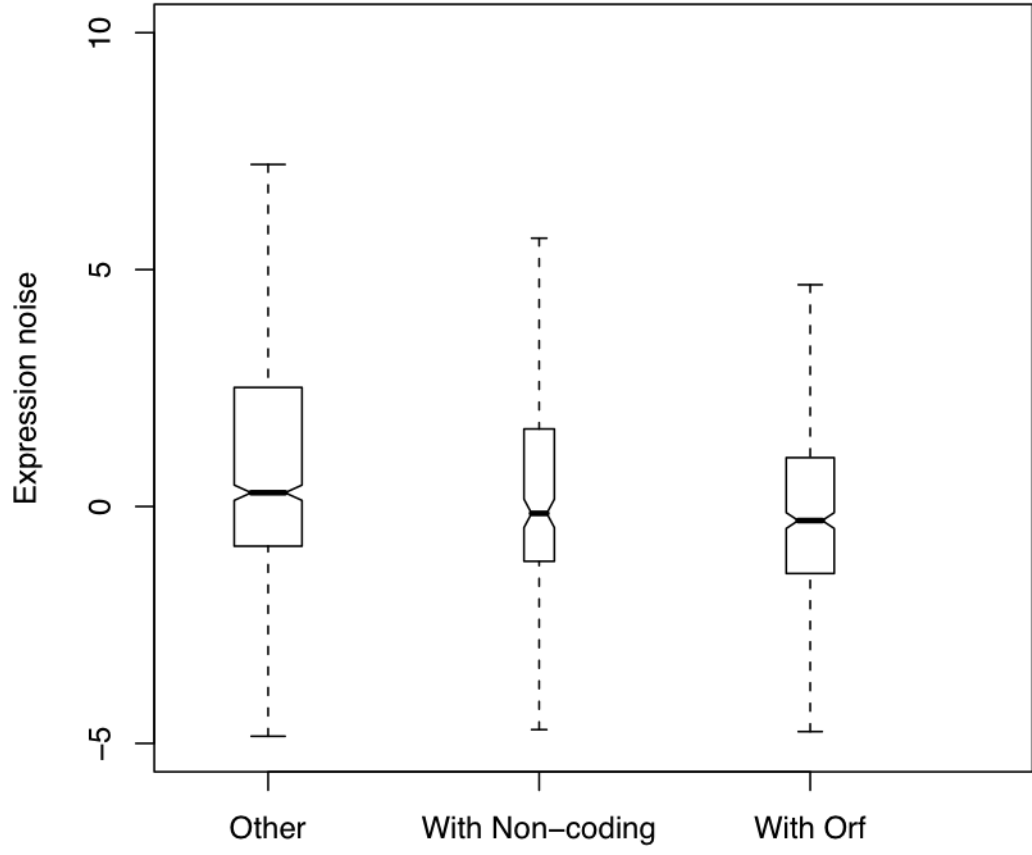 Expression noise
10
5
0
−5
Other
With Non−coding
With Orf